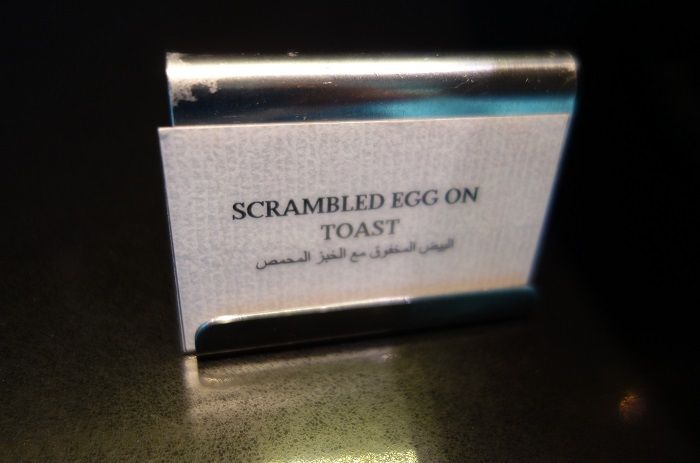 SCRAMBLED EGG ON
TOAST
البيض المخفوق مع الخبز المحمص